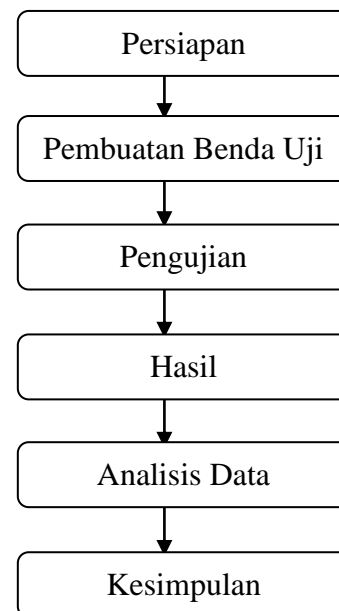 Persiapan
Pembuatan Benda Uji
Pengujian
Hasil
Analisis Data
Kesimpulan